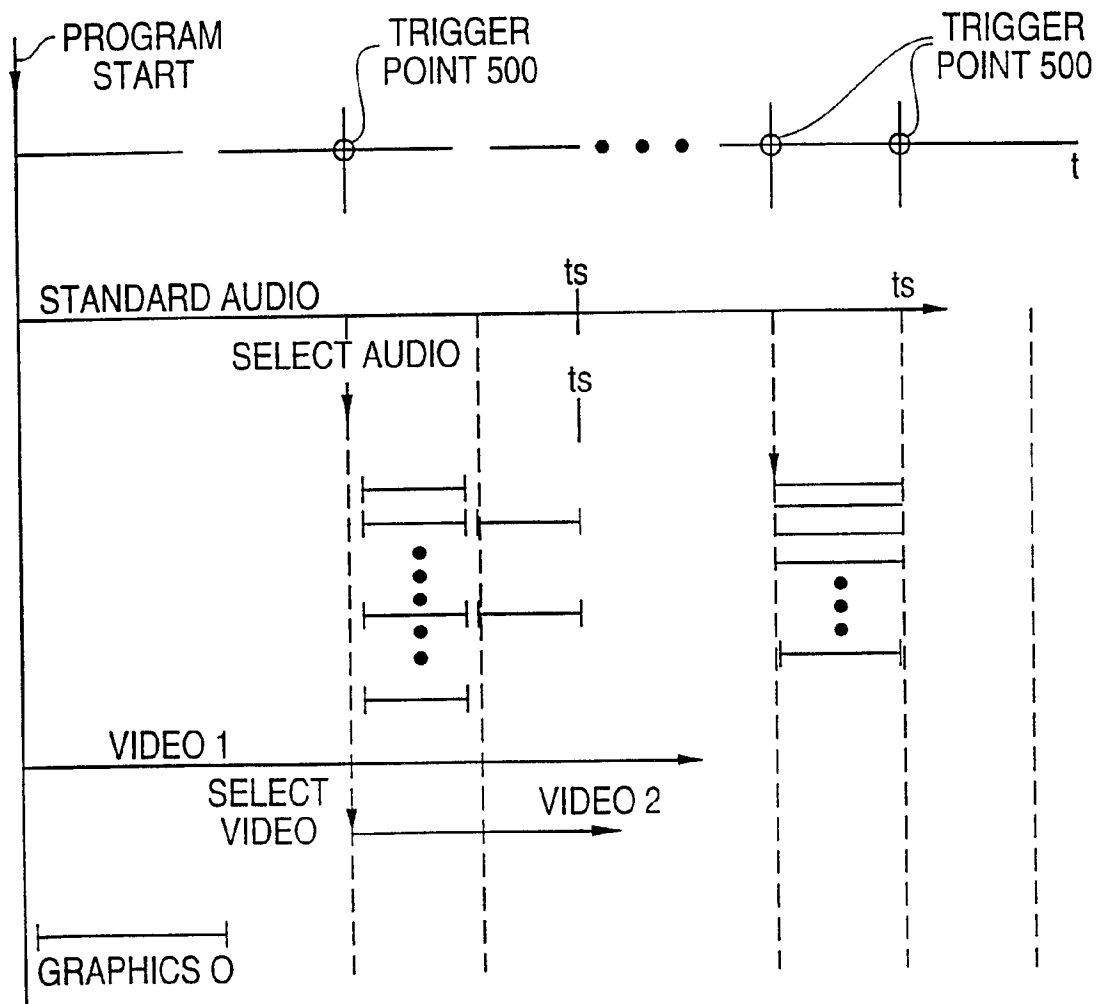 PROGRAM
START
TRIGGER
POINT 500
TRIGGER
POINT 500
t
STANDARD AUDIO
ts
ts
SELECT AUDIO
ts
VIDEO 1
SELECT
VIDEO
VIDEO 2
GRAPHICS O